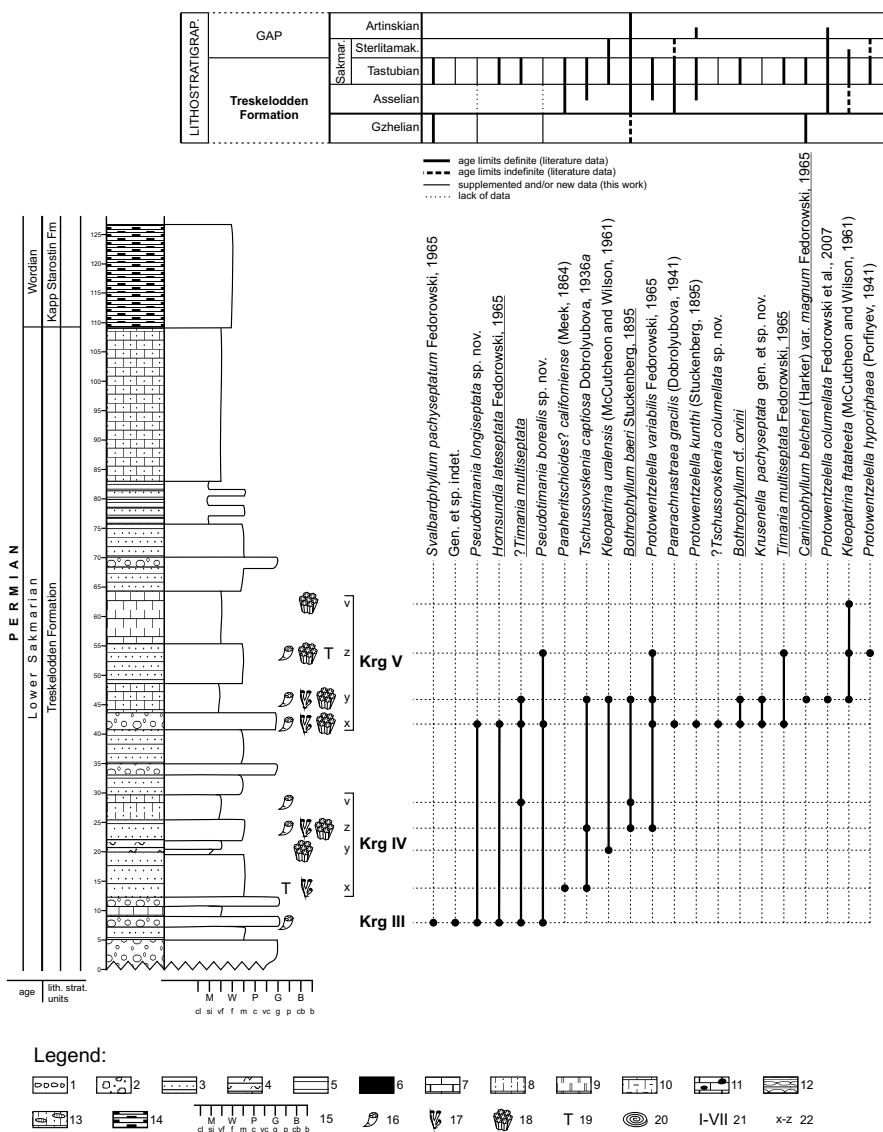 LITHOSTRATIGRAP.
GAP
Treskelodden
Formation
Sakmar.
Artinskian
Sterlitamak.
Tastubian
Asselian
Gzhelian
age limits definite (literature data)
age limits indefinite (literature data)
supplemented and/or new data (this work)
lack of data
Svalbardphyllum pachyseptatum Fedorowski, 1965
Gen. et sp. indet.
Pseudotimania longiseptata sp. nov.
Hornsundia lateseptata Fedorowski, 1965
?Timania multiseptata
Pseudotimania borealis sp. nov.
Paraheritschioides? californiense (Meek, 1864)
Tschussovskenia captiosa Dobrolyubova, 1936a
Kleopatrina uralensis (McCutcheon and Wilson, 1961)
Bothrophyllum baeri Stuckenberg, 1895
Protowentzelella variabilis Fedorowski, 1965
Pararachnastraea gracilis (Dobrolyubova, 1941)
Protowentzelella kunthi (Stuckenberg, 1895)
?Tschussovskenia columellata sp. nov.
Bothrophyllum cf. orvini
Krusenella pachyseptata gen. et sp. nov.
Timania multiseptata Fedorowski, 1965
Caninophyllum belcheri (Harker) var. magnum Fedorowski, 1965
Protowentzelella columellata Fedorowski et al., 2007
Kleopatrina ftatateeta (McCutcheon and Wilson, 1961)
Protowentzelella hyporiphaea (Porfiryev, 1941)
PERMIAN
Wordian
Kapp Starostin Fm
Lower Sakmarian
Treskelodden Formation
125
120
115
110
105
100
95
90
85
80
75
70
65
60
55
50
45
40
35
30
25
20
15
10
5
0
v
T z
y
x
Krg V
v
z
y
T x
Krg IV
Krg III
age
lith. strat.
units
M W P G B
cl si vf f m c vc g p cb b
Legend:
1 2 3 4 5 6 7 8 9 10 11 12
13 14 M W P G B 15 16 17 18 T 19 20 I-VII 21 x-z 22
cl si vf f m c vc g p cb b